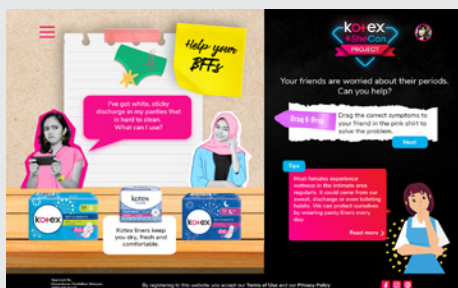 Help your
BFFs
I've got white, sticky
discharge in my panties that
is hard to clean.
What can I use?
kotex
kotex
kotex
Kotex liners keep
you dry, fresh and
comfortable.
kotex
#SheCan
PROJECT
Your friends are worried about their periods.
Can you help?
Drag & Drop
Drag the correct symptoms to
your friend in the pink shirt to
solve the problem.
Next
Tips
Most females experience
wetness in the intimate area
regularly. It could come from our
sweat, discharge or even toileting
habits. We can protect ourselves
by wearing panty liners every
day.
Read more >
By registering to this website, you accept our Terms of Use and our Privacy Policy